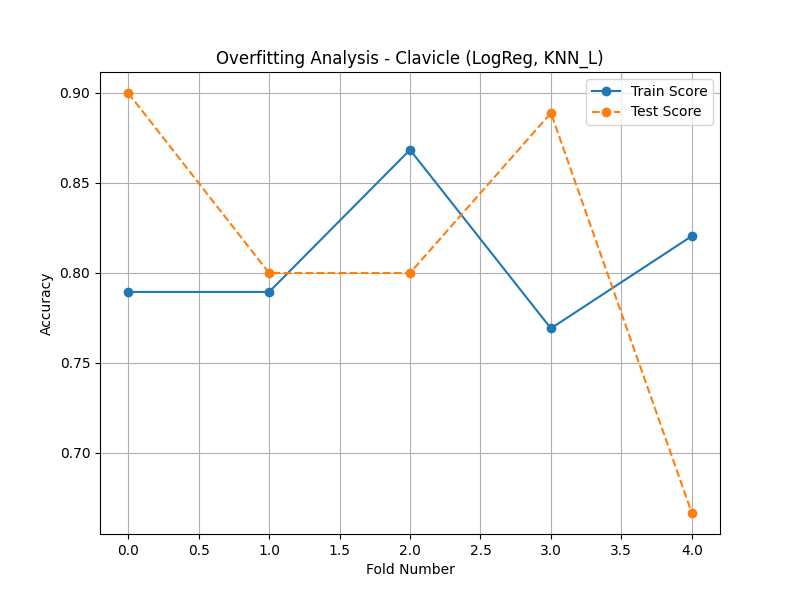 Overfitting Analysis - Clavicle (LogReg, KNN_L)
Train Score
Test Score
0.90
0.85
0.80
0.75
0.70
Accuracy
0.0 0.5 1.0 1.5 2.0 2.5 3.0 3.5 4.0
Fold Number